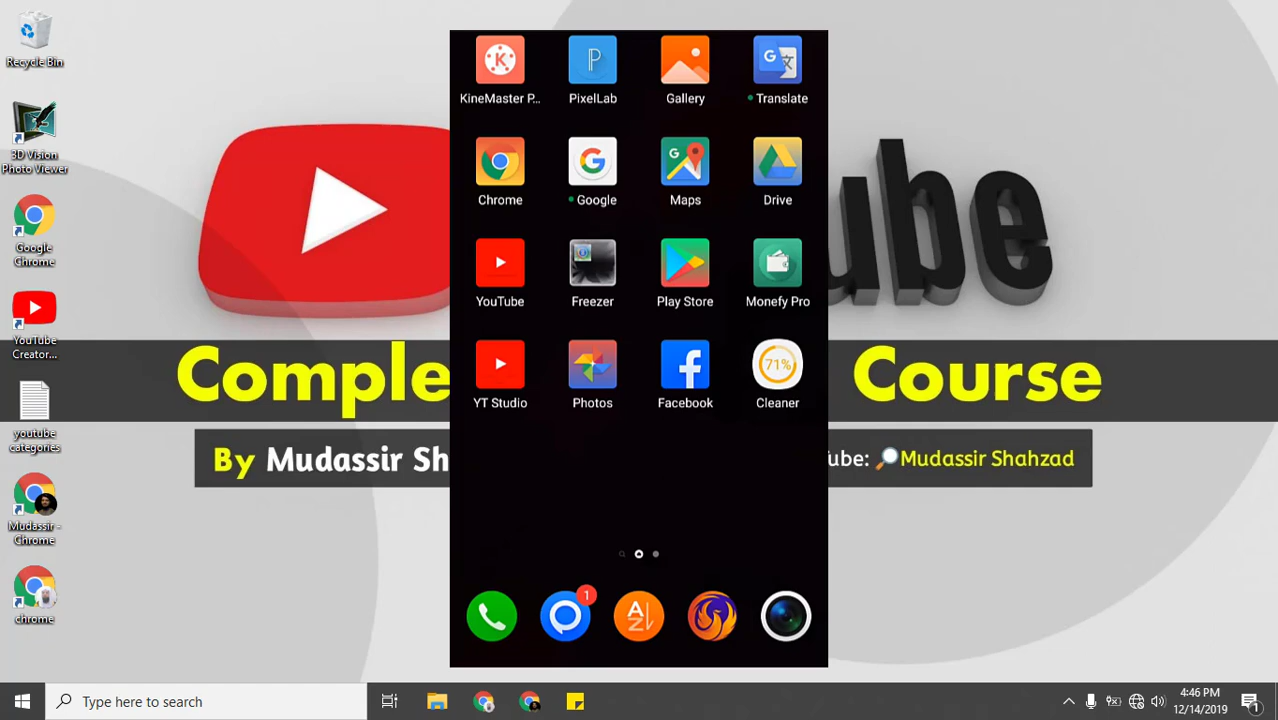 Recycle Bin
3D Vision
Photo Viewer
Google
Chrome
YouTube
Creator...
youtube
categories
Mudassir -
Chrome
chrome
KineMaster P...
PixelLab
Gallery
Translate
Chrome
Google
Maps
Drive
YouTube
Freezer
Play Store
Monefy Pro
71%
YT Studio
Photos
Facebook
Cleaner
1
ube
Comple
Course
By Mudassir Sh
ube: 🔎Mudassir Shahzad
Type here to search
4:46 PM
12/14/2019
1